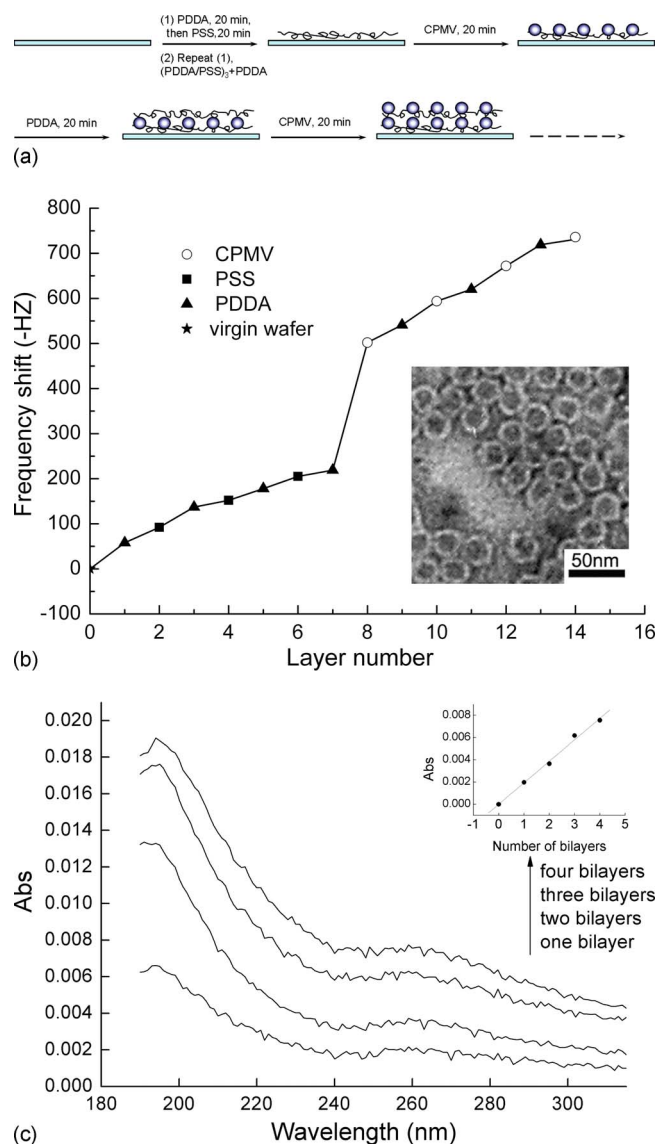 (1) PDDA, 20 min,
then PSS,20 min
(2) Repeat (1),
(PDDA/PSS)3+PDDA
CPMV, 20 min
PDDA, 20 min
CPMV, 20 min
(a)
800
700
600
500
400
300
200
100
0
-100
Frequency shift (-HZ)
CPMV
PSS
PDDA
virgin wafer
50nm
0 2 4 6 8 10 12 14 16
Layer number
(b)
0.020
0.018
0.016
0.014
0.012
0.010
0.008
0.006
0.004
0.002
0.000
Abs
0.008
0.006
0.004
0.002
0.000
Abs
-1 0 1 2 3 4 5
Number of bilayers
four bilayers
three bilayers
two bilayers
one bilayer
180 200 220 240 260 280 300
Wavelength (nm)
(c)